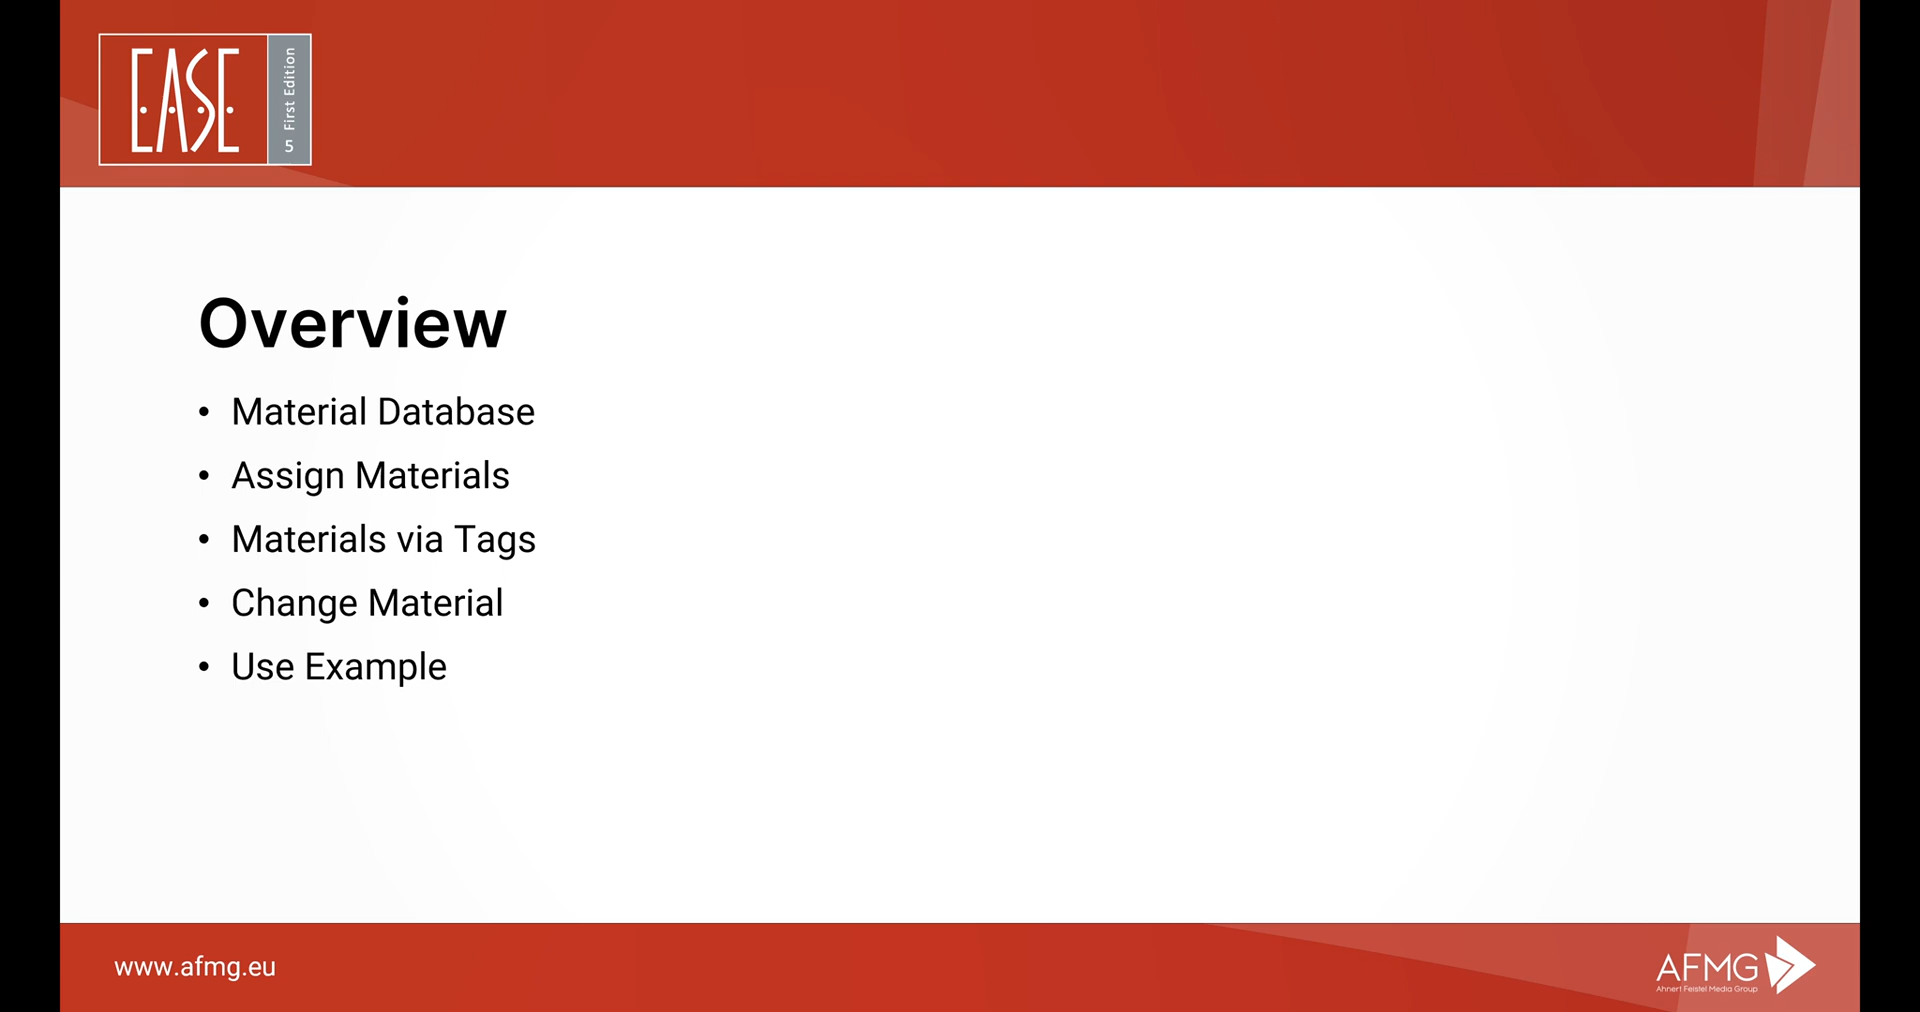 EASE
5 First Edition
Overview
• Material Database
• Assign Materials
• Materials via Tags
• Change Material
• Use Example
www.afmg.eu
AFMG
Ahnert Feistel Media Group